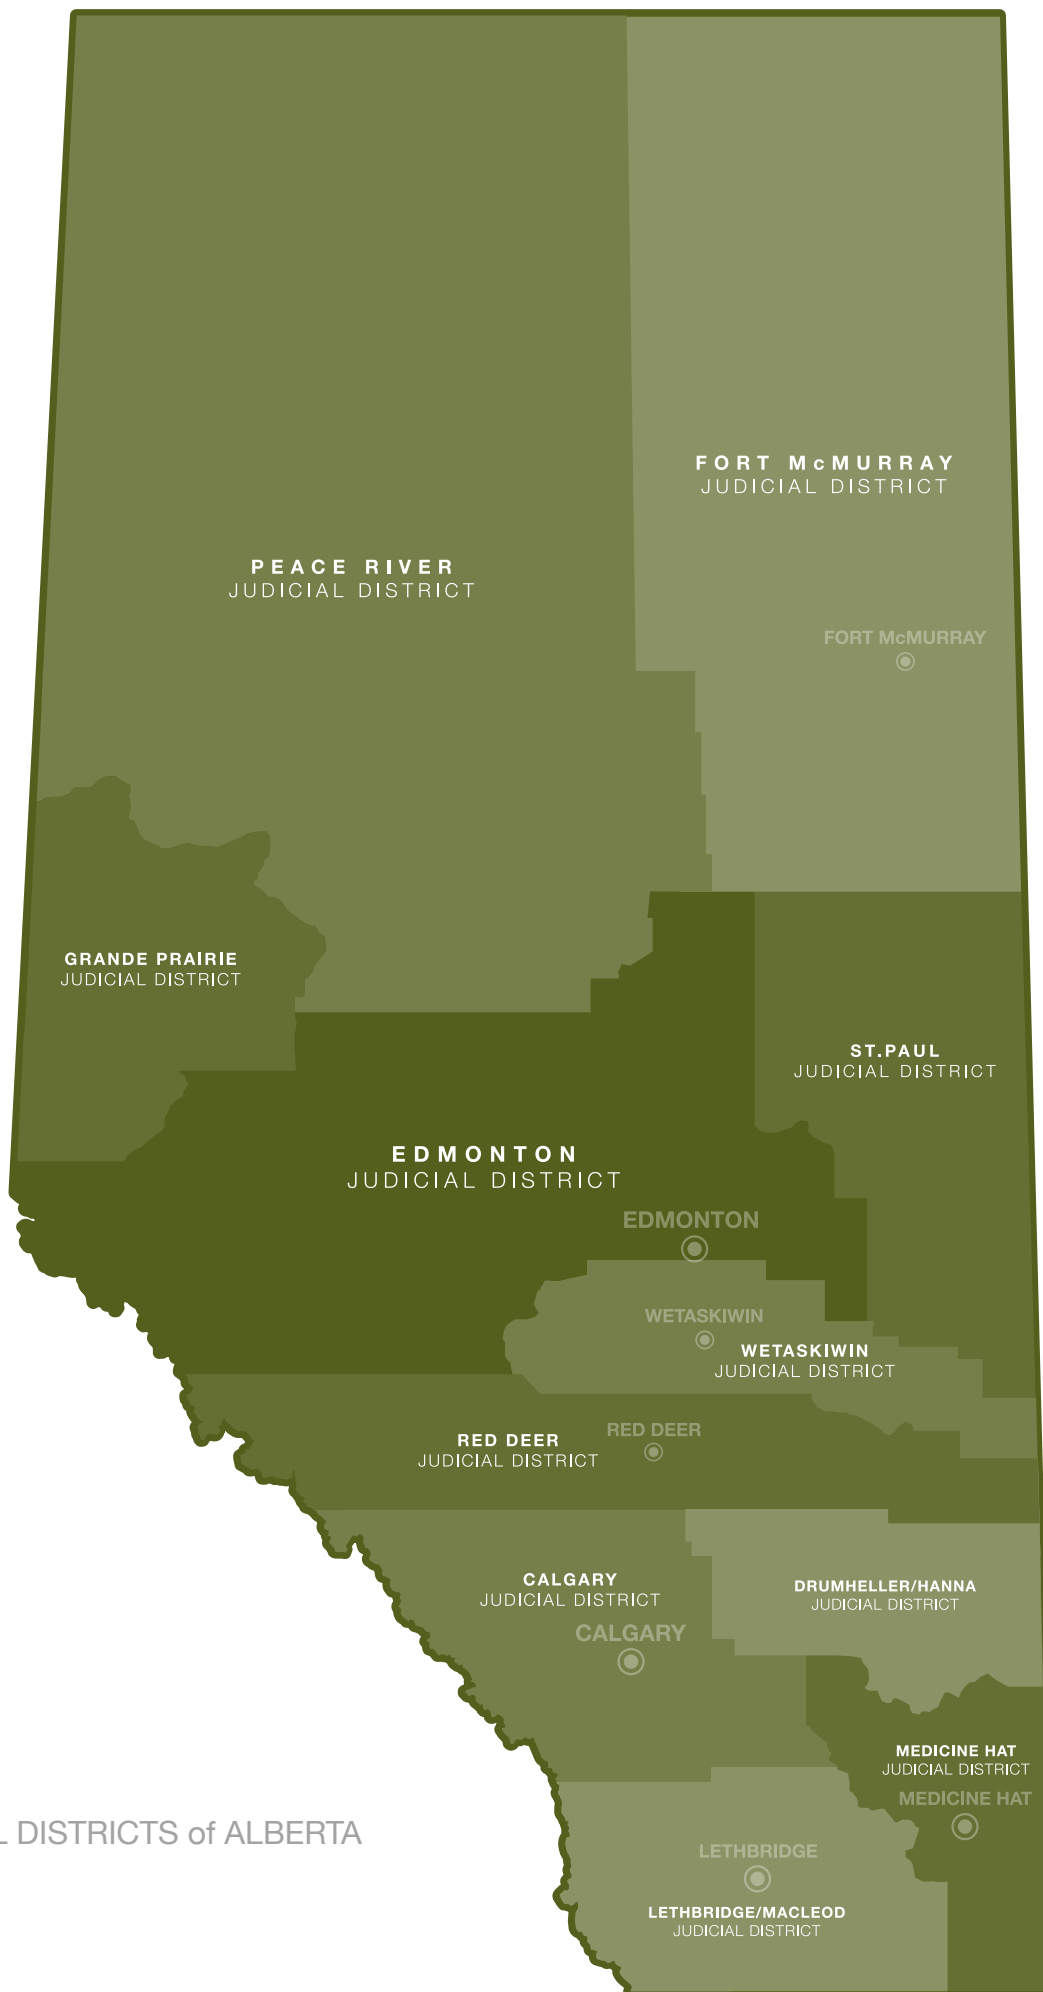 FORT McMURRAY
JUDICIAL DISTRICT
PEACE RIVER
JUDICIAL DISTRICT
FORT McMURRAY
GRANDE PRAIRIE
JUDICIAL DISTRICT
ST.PAUL
JUDICIAL DISTRICT
EDMONTON
JUDICIAL DISTRICT
EDMONTON
WETASKIWIN
WETASKIWIN
JUDICIAL DISTRICT
RED DEER
RED DEER
JUDICIAL DISTRICT
CALGARY
JUDICIAL DISTRICT
DRUMHELLER/HANNA
JUDICIAL DISTRICT
CALGARY
MEDICINE HAT
JUDICIAL DISTRICT
MEDICINE HAT
L DISTRICTS of ALBERTA
LETHBRIDGE
LETHBRIDGE/MACLEOD
JUDICIAL DISTRICT